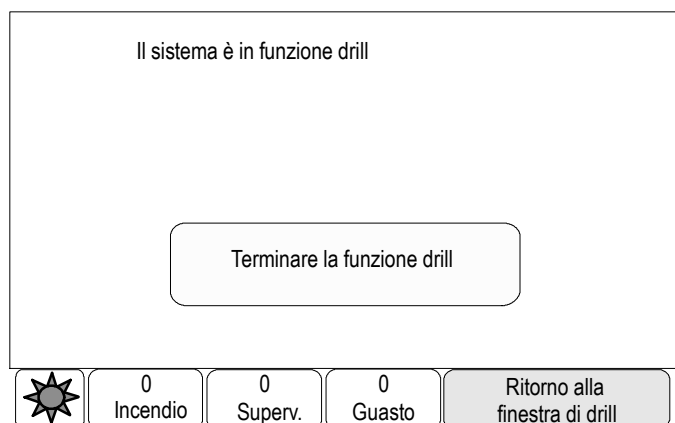 Il sistema è in funzione drill
Terminare la funzione drill
0
Incendio
0
Superv.
0
Guasto
Ritorno alla
finestra di drill